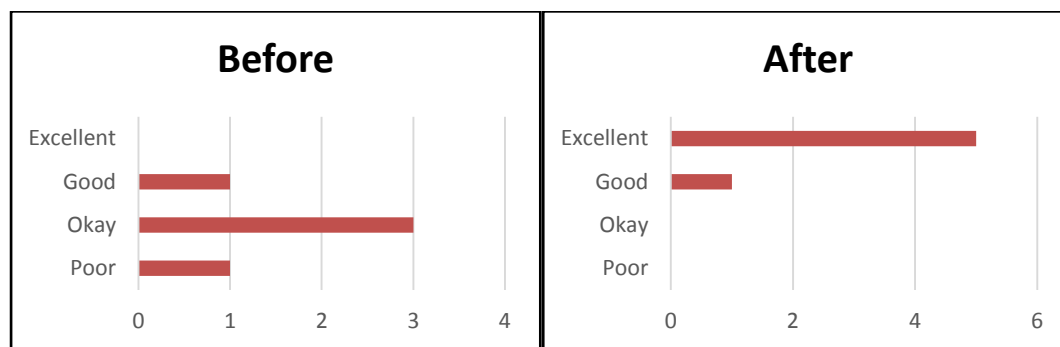 Before
Excellent
Good
Okay
Poor
0 1 2 3 4
After
Excellent
Good
Okay
Poor
0 2 4 6